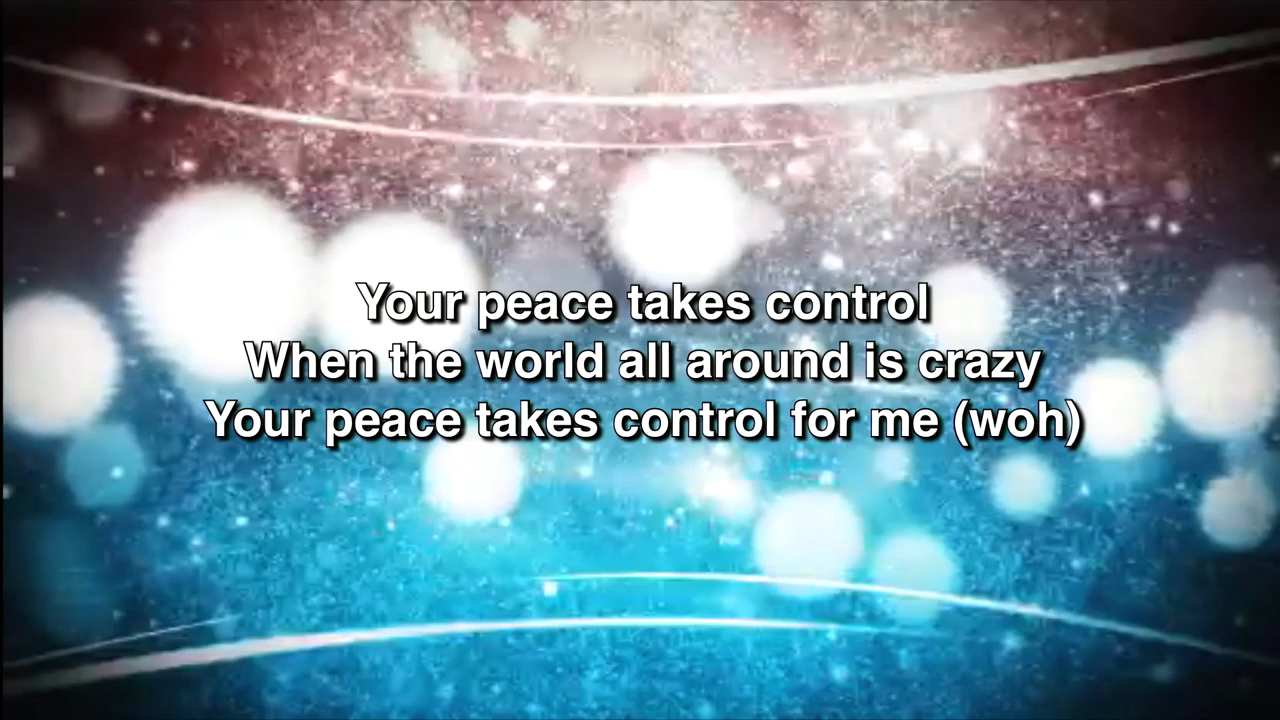 Your peace takes control
When the world all around is crazy
Your peace takes control for me (woh)